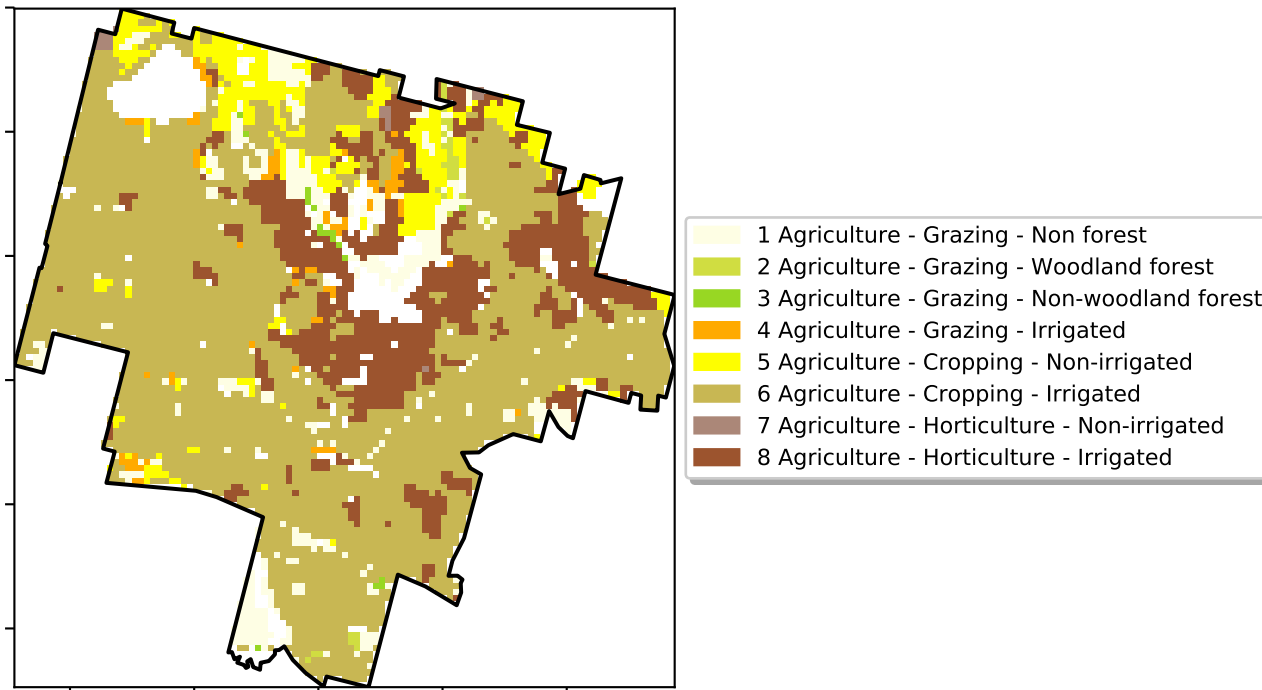 1 Agriculture - Grazing - Non forest
2 Agriculture - Grazing - Woodland forest
3 Agriculture - Grazing - Non-woodland forest
4 Agriculture - Grazing - Irrigated
5 Agriculture - Cropping - Non-irrigated
6 Agriculture - Cropping - Irrigated
7 Agriculture - Horticulture - Non-irrigated
8 Agriculture - Horticulture - Irrigated